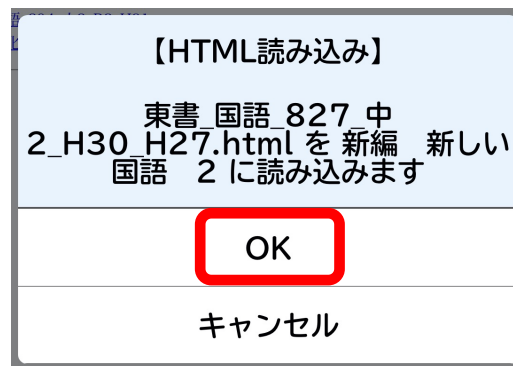 【HTML読み込み】
東書_国語_827_中
2_H30_H27.html を 新編　新しい
国語　2 に読み込みます
OK
キャンセル